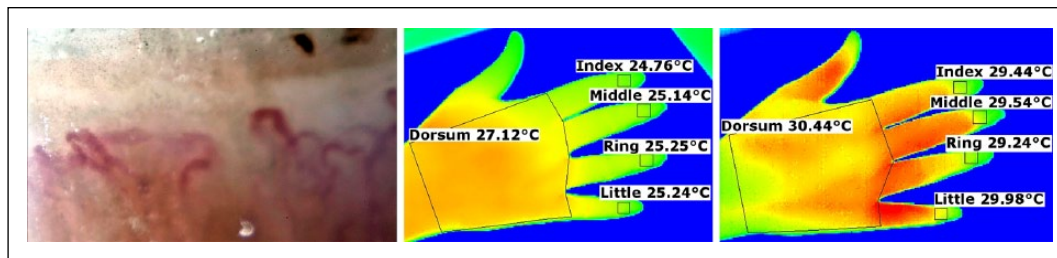 Index 24.76°C
Middle 25.14°C
Dorsum 27.12°C
Ring 25.25°C
Little 25.24°C
Index 29.44°C
Middle 29.54°C
Dorsum 30.44°C
Ring 29.24°C
Little 29.98°C